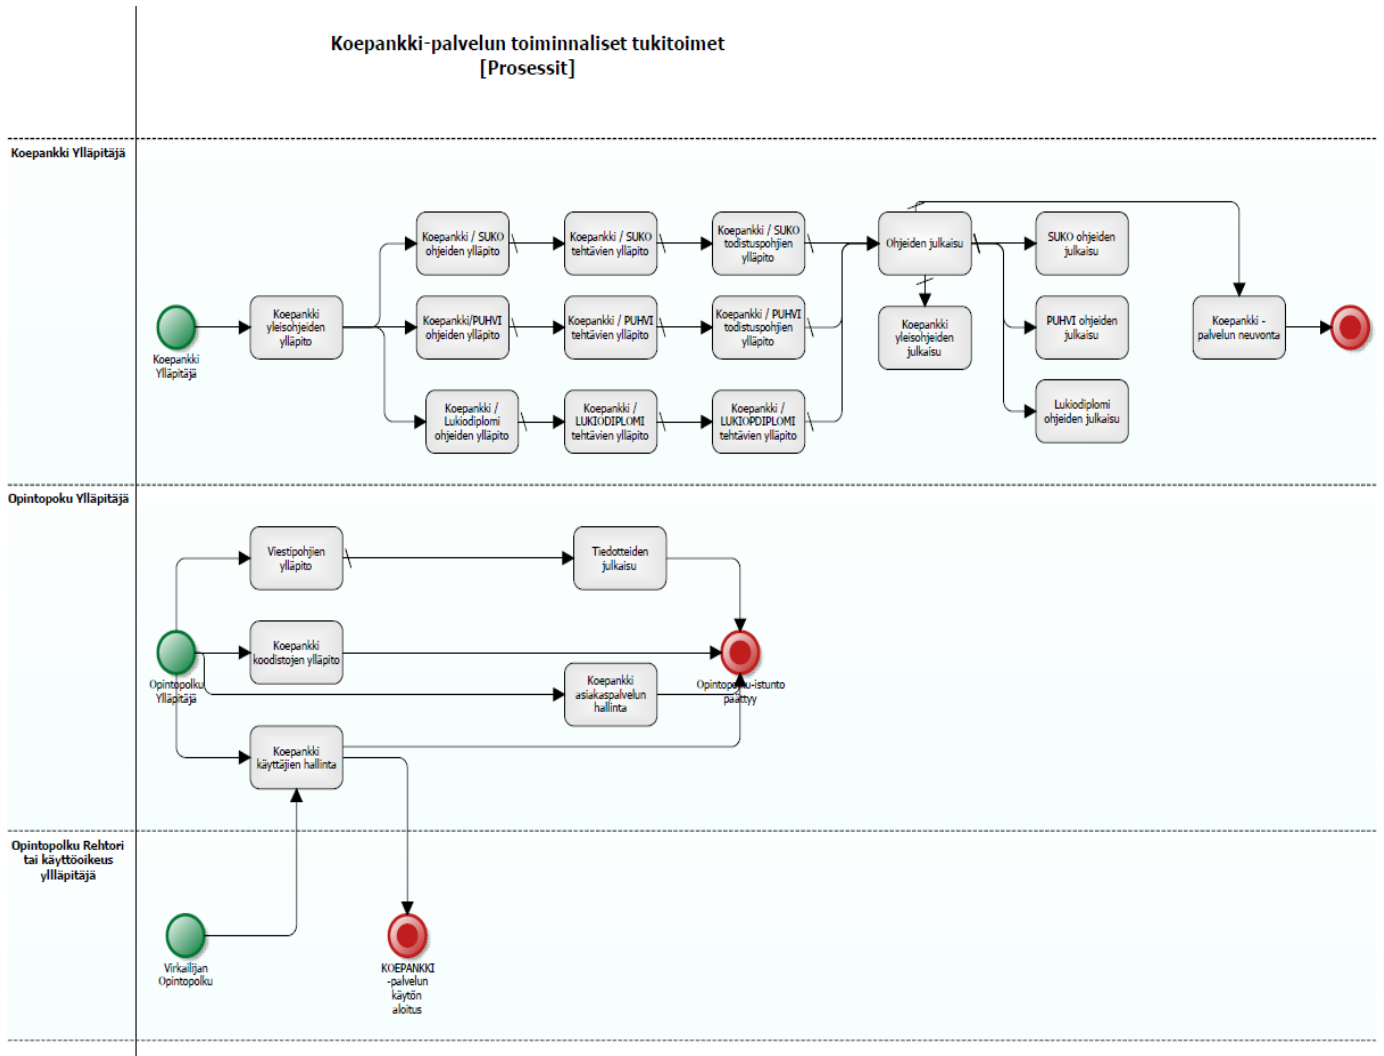 Koepankki-palvelun toiminnaliset tukitoimet
[Prosessit]
Koepankki Ylläpitäjä
Koepankki
Ylläpitäjä
Koepankki
yleisohjeiden
ylläpito
Koepankki / SUKO
ohjeiden ylläpito
Koepankki / SUKO
tehtävien ylläpito
Koepankki / SUKO
todistuspohjien
ylläpito
Koepankki/PUHVI
ohjeiden ylläpito
Koepankki / PUHVI
tehtävien ylläpito
Koepankki / PUHVI
todistuspohjien
ylläpito
Koepankki /
Lukiodiplomi
ohjeiden ylläpito
Koepankki /
LUKIODIPLOMI
tehtävien ylläpito
Koepankki /
LUKIOPDIPLOMI
tehtävien ylläpito
Ohjeiden julkaisu
Koepankki
yleisohjeiden
julkaisu
SUKO ohjeiden
julkaisu
PUHVI ohjeiden
julkaisu
Lukiodiplomi
ohjeiden julkaisu
Koepankki -
palvelun neuvonta
Opintopoku Ylläpitäjä
Opintopolku
Ylläpitäjä
Viestipohjien
ylläpito
Tiedotteiden
julkaisu
Koepankki
koodistojen ylläpito
Koepankki
asiakaspalvelun
hallinta
Koepankki
käyttäjien hallinta
Opintopolku-istunto
päättyy
Opintopolku Rehtori
tai käyttöoikeus
yllläpitäjä
Virkailijan
Opintopolku
KOEPANKKI
-palvelun
käytön
aloitus